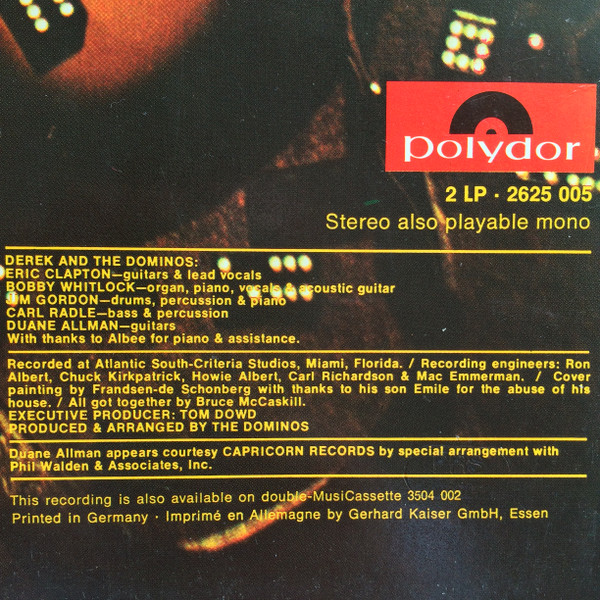 polydor
2 LP · 2625 005
Stereo also playable mono
DEREK AND THE DOMINOS:
ERIC CLAPTON—guitars & lead vocals
BOBBY WHITLOCK—organ, piano, vocals & acoustic guitar
JIM GORDON—drums, percussion & piano
CARL RADLE—bass & percussion
DUANE ALLMAN—guitars
With thanks to Albee for piano & assistance.
Recorded at Atlantic South-Criteria Studios, Miami, Florida. / Recording engineers: Ron
Albert, Chuck Kirkpatrick, Howie Albert, Carl Richardson & Mac Emmerman. / Cover
painting by Frandsen-de Schonberg with thanks to his son Emile for the abuse of his
house. / All got together by Bruce McCaskill.
EXECUTIVE PRODUCER: TOM DOWD
PRODUCED & ARRANGED BY THE DOMINOS
Duane Allman appears courtesy CAPRICORN RECORDS by special arrangement with
Phil Walden & Associates, Inc.
This recording is also available on double-MusiCassette 3504 002
Printed in Germany · Imprimé en Allemagne by Gerhard Kaiser GmbH, Essen